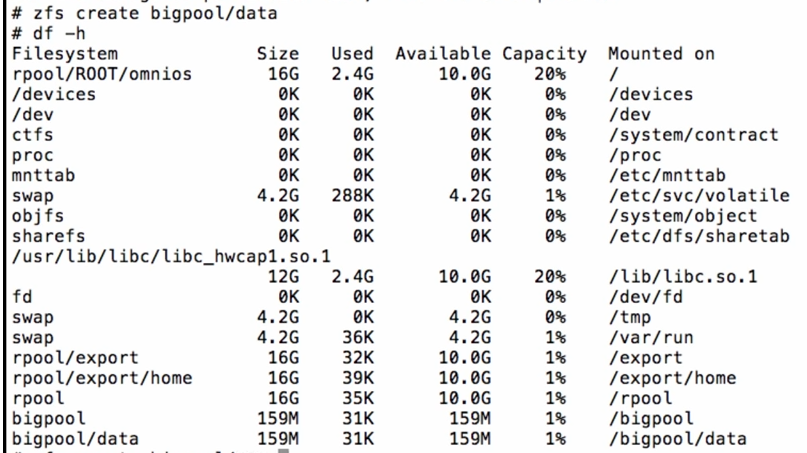 # zfs create bigpool/data
# df -h
Filesystem Size Used Available Capacity Mounted on
rpool/ROOT/omnios 16G 2.4G 10.0G 20% /
/devices 0K 0K 0K 0% /devices
/dev 0K 0K 0K 0% /dev
ctfs 0K 0K 0K 0% /system/contract
proc 0K 0K 0K 0% /proc
mnttab 0K 0K 0K 0% /etc/mnttab
swap 4.2G 288K 4.2G 1% /etc/svc/volatile
objfs 0K 0K 0K 0% /system/object
sharefs 0K 0K 0K 0% /etc/dfs/sharetab
/usr/lib/libc/libc_hwcap1.so.1
12G 2.4G 10.0G 20% /lib/libc.so.1
fd 0K 0K 0K 0% /dev/fd
swap 4.2G 0K 4.2G 0% /tmp
swap 4.2G 36K 4.2G 1% /var/run
rpool/export 16G 32K 10.0G 1% /export
rpool/export/home 16G 39K 10.0G 1% /export/home
rpool 16G 35K 10.0G 1% /rpool
bigpool 159M 31K 159M 1% /bigpool
bigpool/data 159M 31K 159M 1% /bigpool/data